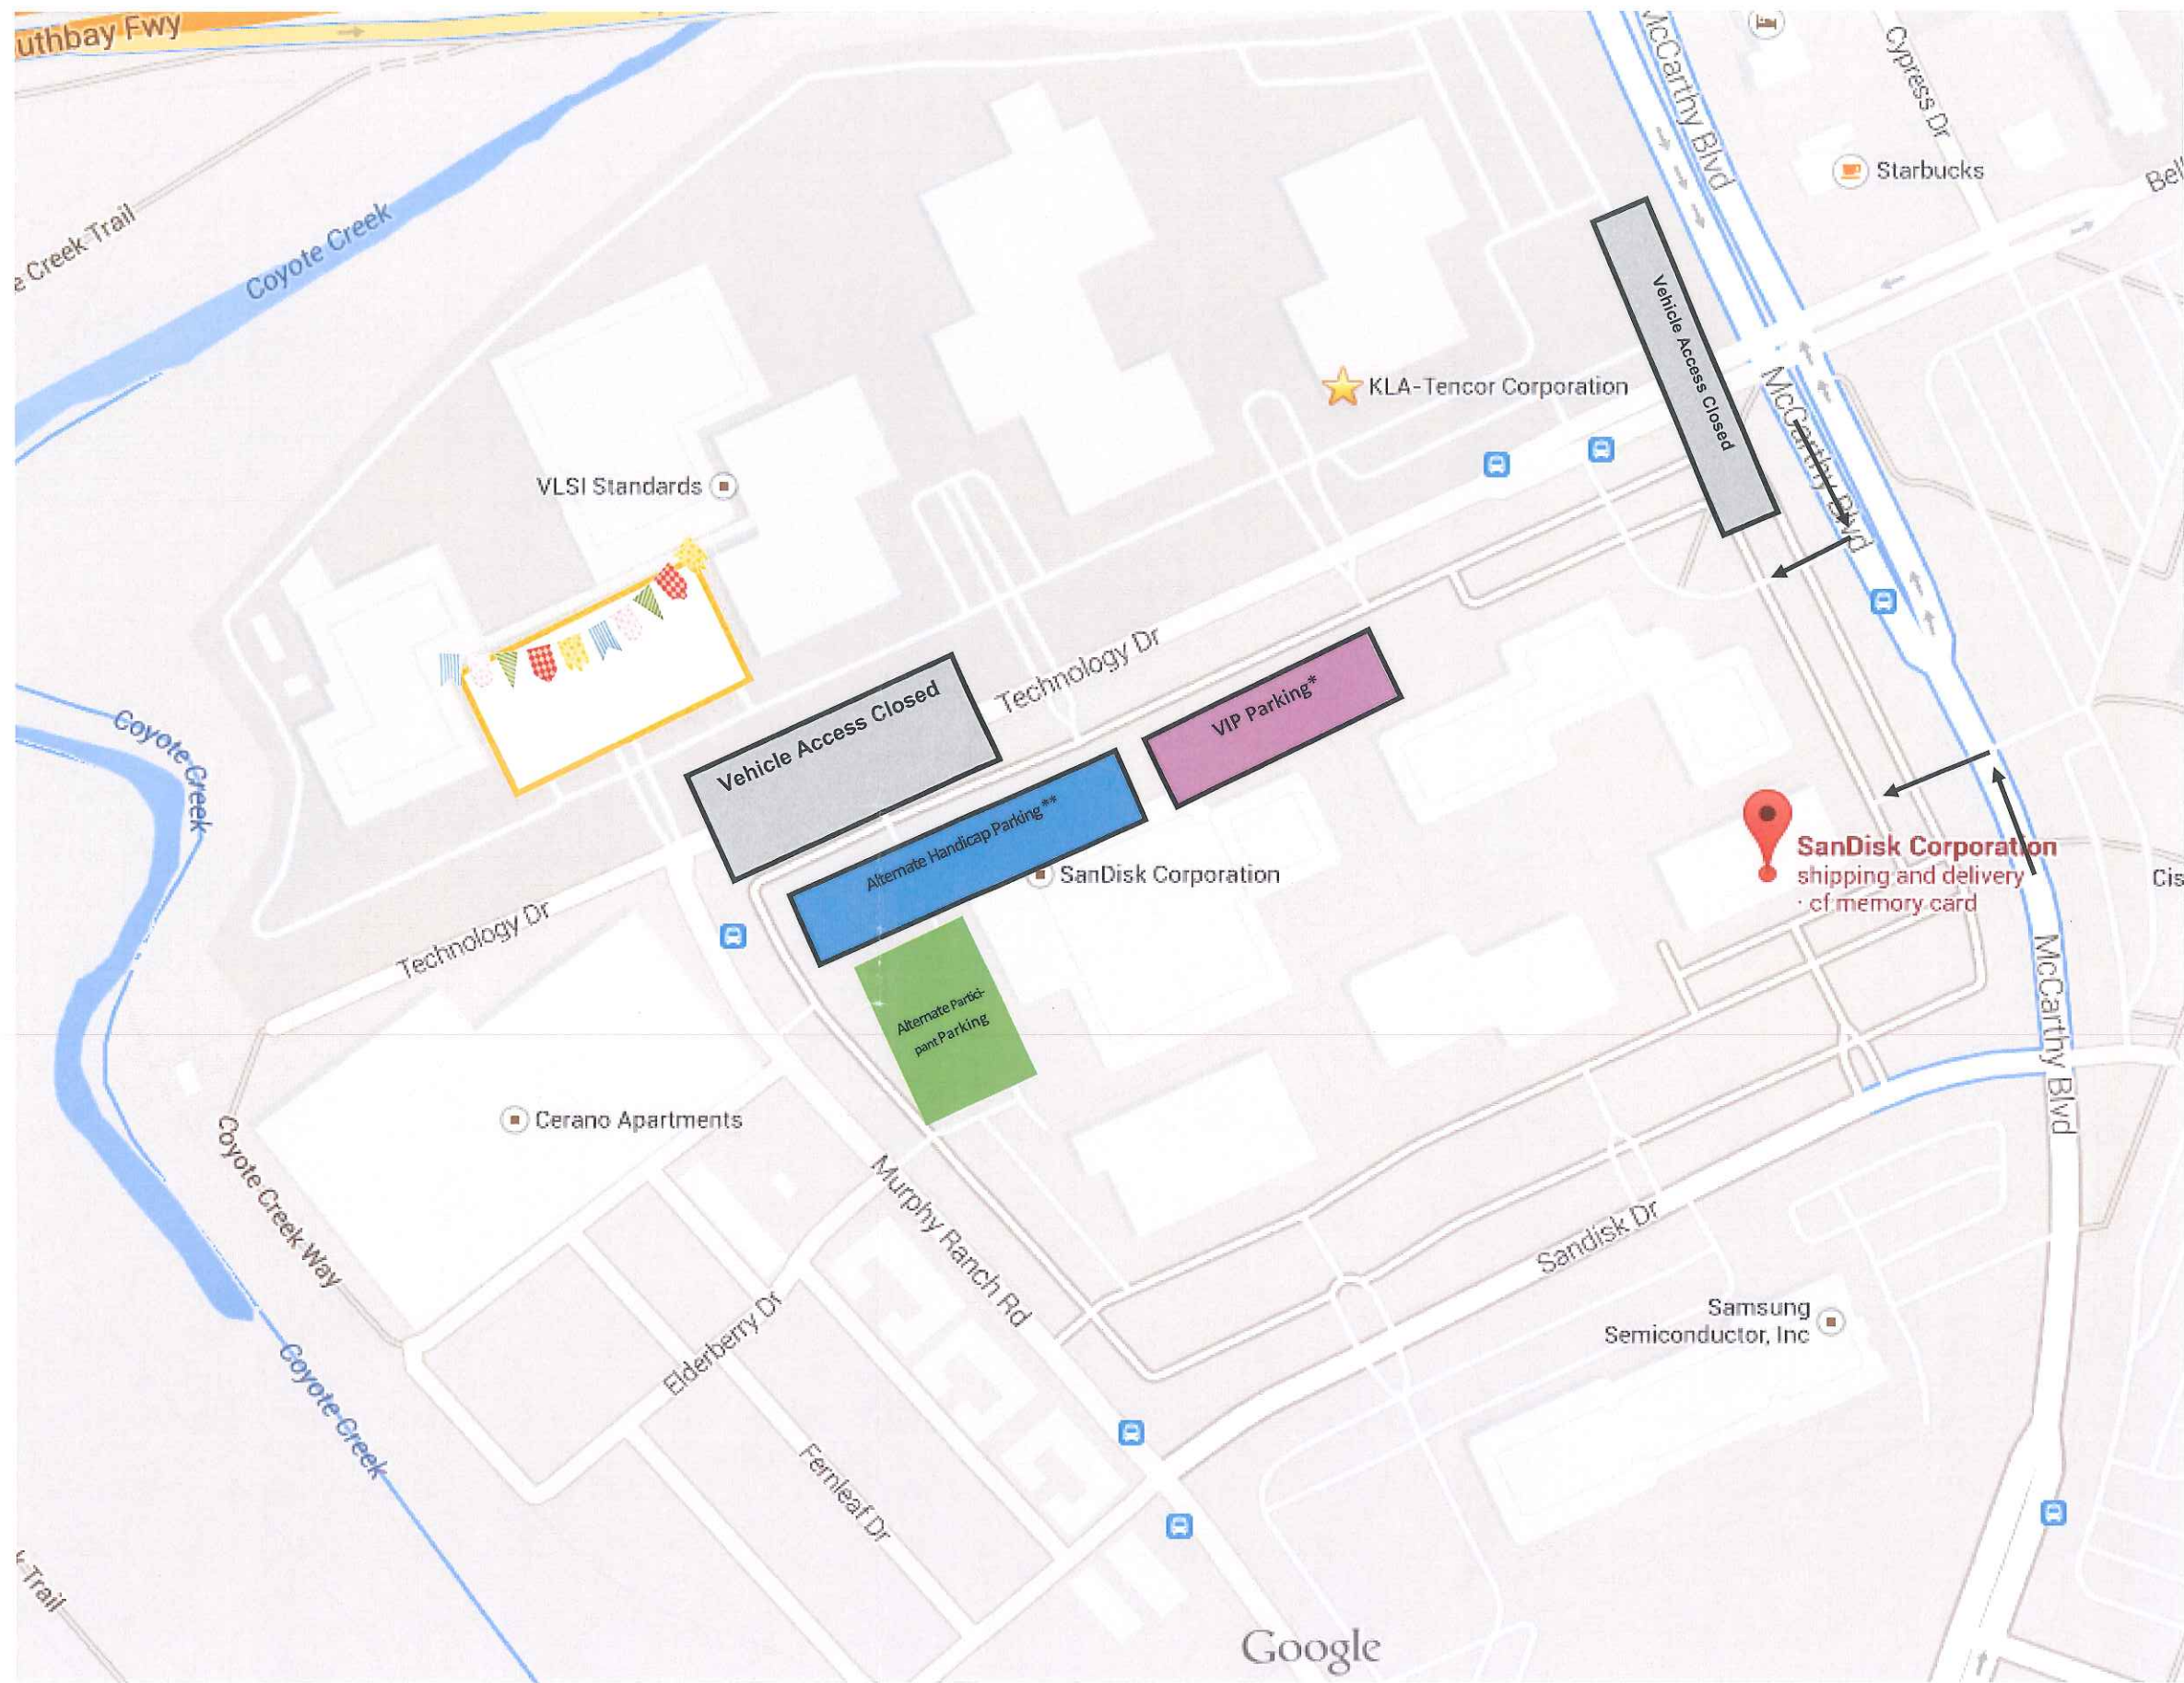 uthbay Fwy
McCarthy Blvd
Cypress Dr
Starbucks
Bel
e Creek Trail
Coyote Creek
Vehicle Access Closed
KLA-Tencor Corporation
McCarthy Blvd
VLSI Standards
Technology Dr
Vehicle Access Closed
VIP Parking*
Coyote Creek
Alternate Handicap Parking**
SanDisk Corporation
SanDisk Corporation
shipping and delivery
· cf memory card
Cis
Technology Dr
Alternate Partici-
pant Parking
McCarthy Blvd
Cerano Apartments
Coyote Creek Way
Murphy Ranch Rd
Sandisk Dr
Elderberry Dr
Samsung
Semiconductor, Inc
Coyote Creek
Fernleaf Dr
k Trail
Google